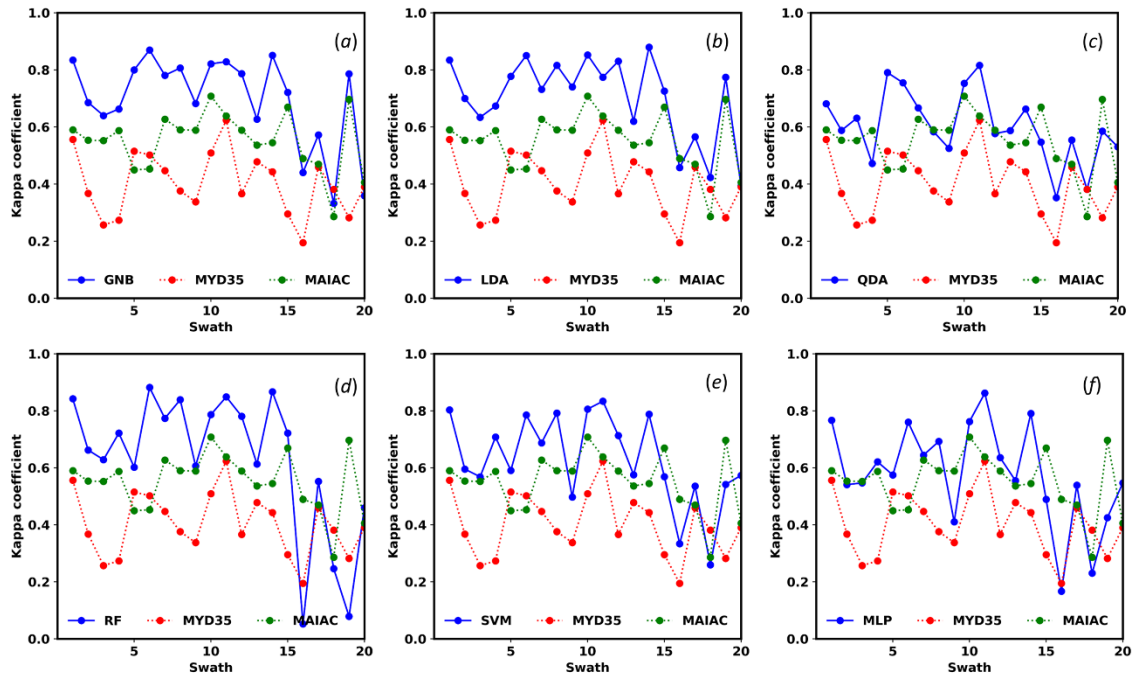 1.0
0.8
0.6
0.4
0.2
0.0
Kappa coefficient
(a)
GNB MYD35 MAIAC
5 10 15 20
Swath
1.0
0.8
0.6
0.4
0.2
0.0
Kappa coefficient
(b)
LDA MYD35 MAIAC
5 10 15 20
Swath
1.0
0.8
0.6
0.4
0.2
0.0
Kappa coefficient
(c)
QDA MYD35 MAIAC
5 10 15 20
Swath
1.0
0.8
0.6
0.4
0.2
0.0
Kappa coefficient
(d)
RF MYD35 MAIAC
5 10 15 20
Swath
1.0
0.8
0.6
0.4
0.2
0.0
Kappa coefficient
(e)
SVM MYD35 MAIAC
5 10 15 20
Swath
1.0
0.8
0.6
0.4
0.2
0.0
Kappa coefficient
(f)
MLP MYD35 MAIAC
5 10 15 20
Swath